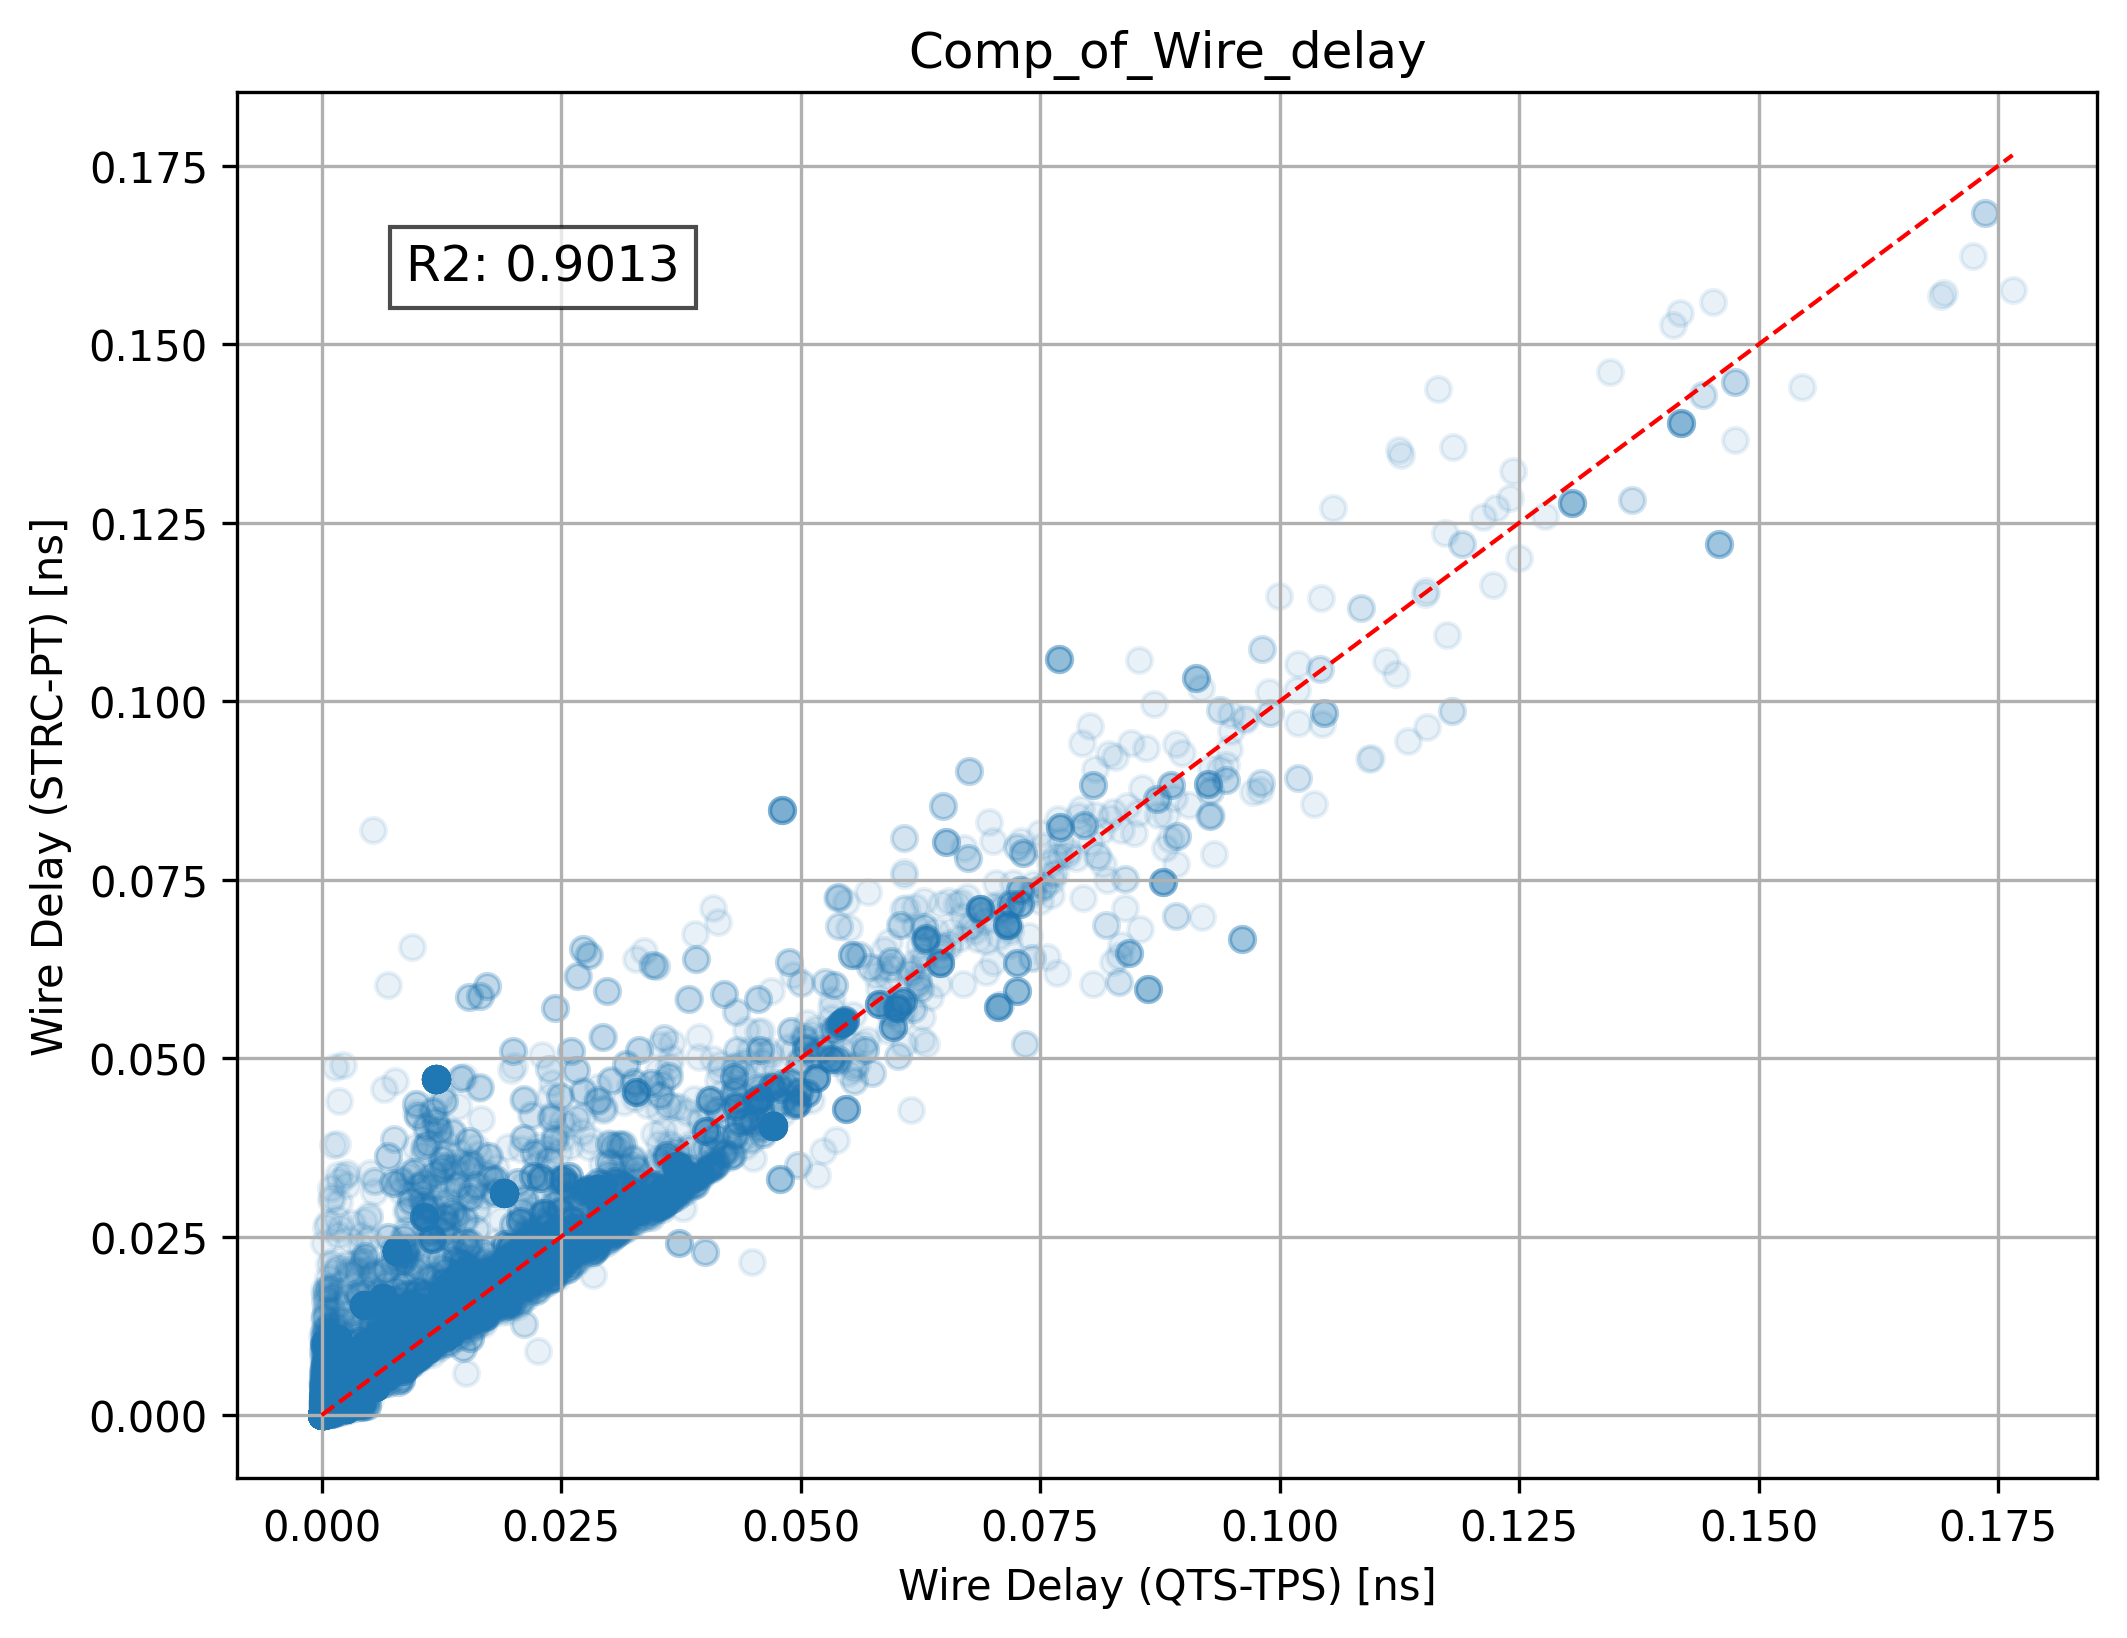 Comp_of_Wire_delay
R2: 0.9013
Wire Delay (STRC-PT) [ns]
0.175
0.150
0.125
0.100
0.075
0.050
0.025
0.000
0.000 0.025 0.050 0.075 0.100 0.125 0.150 0.175
Wire Delay (QTS-TPS) [ns]